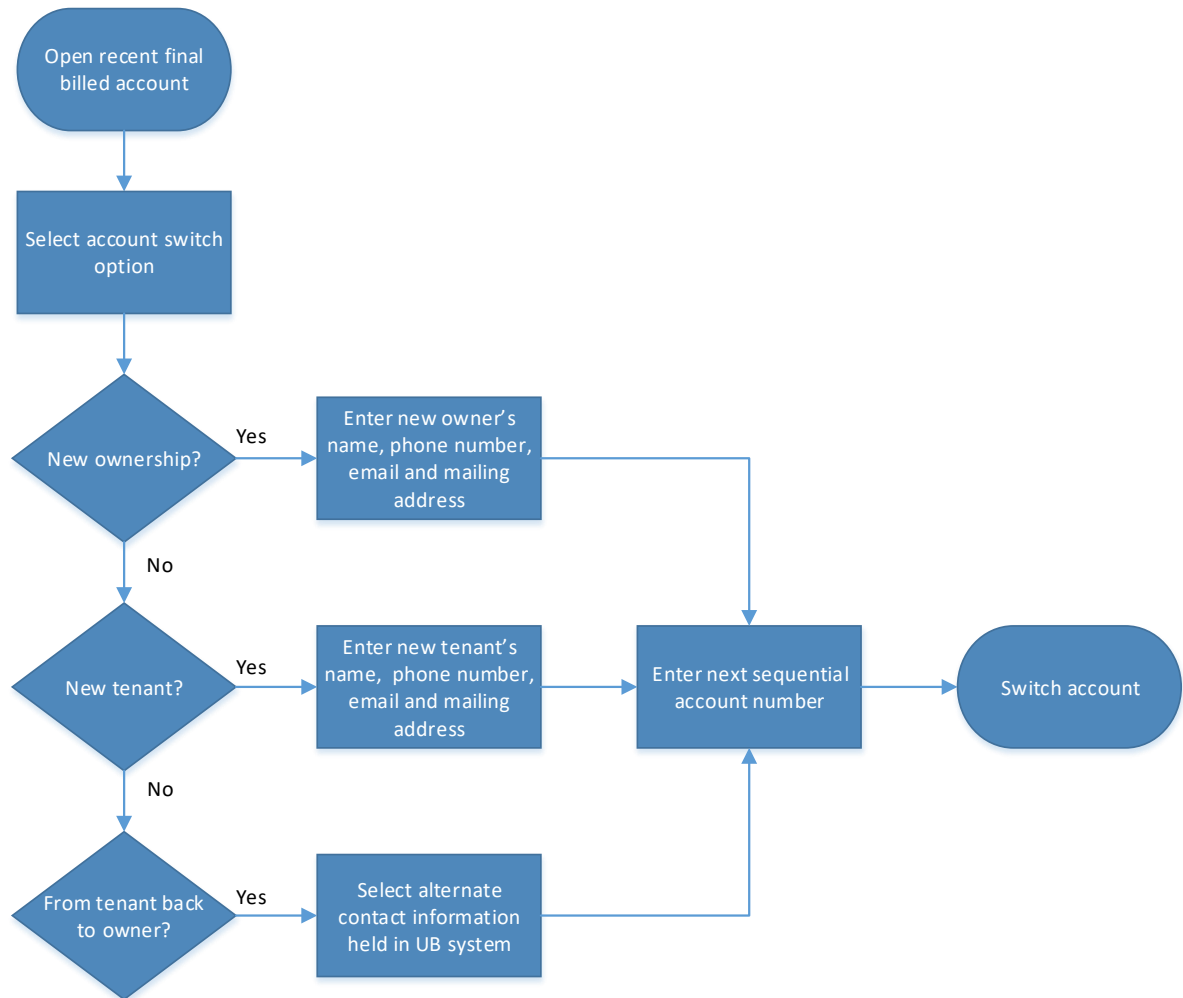 Open recent final
billed account
Select account switch
option
New ownership?
Yes
Enter new owner's
name, phone number,
email and mailing
address
No
New tenant?
Yes
Enter new tenant's
name,  phone number,
email and mailing
address
Enter next sequential
account number
Switch account
No
From tenant back
to owner?
Yes
Select alternate
contact information
held in UB system